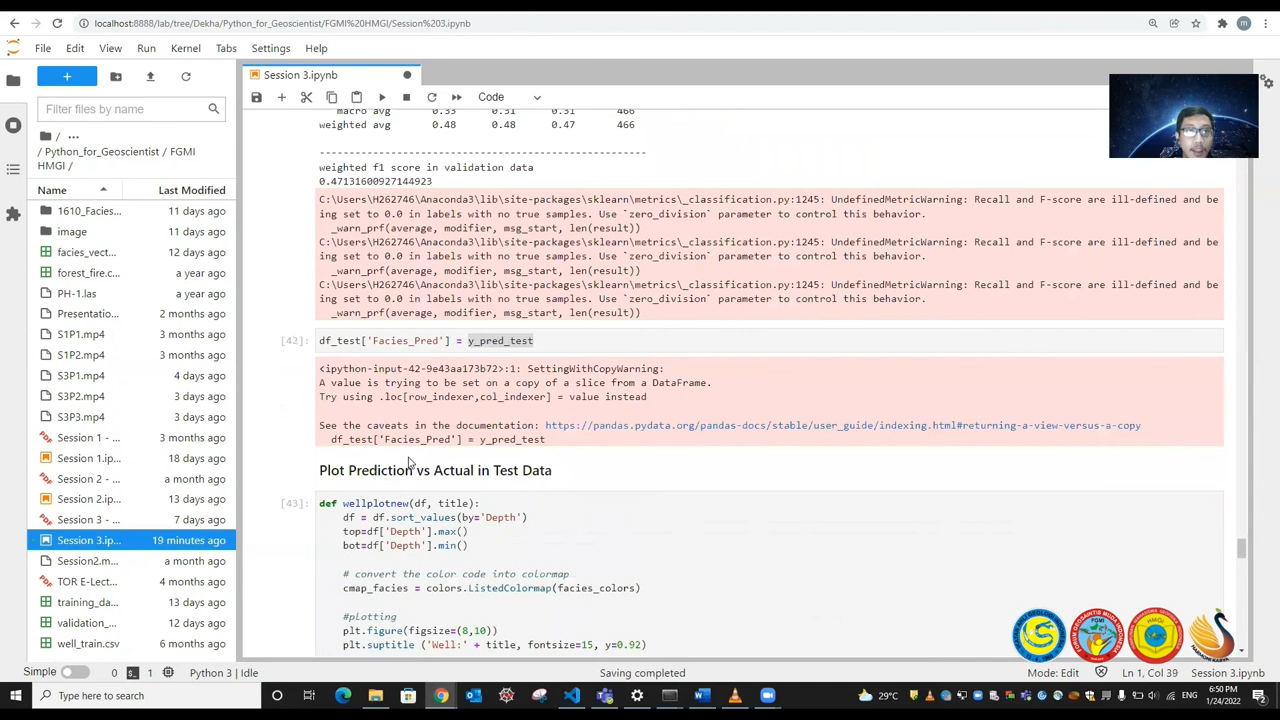 localhost:8888/lab/tree/Dekha/Python_for_Geoscientist/FGMI%20HMGI/Session%203.ipynb
m
File Edit View Run Kernel Tabs Settings Help
+
Filter files by name
/ ...
/ Python_for_Geoscientist / FGMI
HMGI /
Name Last Modified
1610_Facies... 11 days ago
image 11 days ago
facies_vect... 12 days ago
forest_fire.c... a year ago
PH-1.las a year ago
Presentatio... 2 months ago
S1P1.mp4 3 months ago
S1P2.mp4 3 months ago
S3P1.mp4 4 days ago
S3P2.mp4 3 days ago
S3P3.mp4 3 days ago
Session 1 - ... 3 months ago
Session 1.ip... 18 days ago
Session 2 - ... a month ago
Session 2.ip... 13 days ago
Session 3 - ... 7 days ago
Session 3.ip... 19 minutes ago
Session2.m... a month ago
TOR E-Lect... 4 months ago
training_da... 13 days ago
validation_... 12 days ago
well_train.csv 6 months ago
Session 3.ipynb
Code
macro avg 0.33 0.31 0.31 466
weighted avg 0.48 0.48 0.47 466
-------------------------------------------------------
weighted f1 score in validation data
0.47131600927144923
C:\Users\H262746\Anaconda3\lib\site-packages\sklearn\metrics\_classification.py:1245: UndefinedMetricWarning: Recall and F-score are ill-defined and be
ing set to 0.0 in labels with no true samples. Use `zero_division` parameter to control this behavior.
_warn_prf(average, modifier, msg_start, len(result))
C:\Users\H262746\Anaconda3\lib\site-packages\sklearn\metrics\_classification.py:1245: UndefinedMetricWarning: Recall and F-score are ill-defined and be
ing set to 0.0 in labels with no true samples. Use `zero_division` parameter to control this behavior.
_warn_prf(average, modifier, msg_start, len(result))
C:\Users\H262746\Anaconda3\lib\site-packages\sklearn\metrics\_classification.py:1245: UndefinedMetricWarning: Recall and F-score are ill-defined and be
ing set to 0.0 in labels with no true samples. Use `zero_division` parameter to control this behavior.
_warn_prf(average, modifier, msg_start, len(result))
[42] df_test['Facies_Pred'] = y_pred_test
<ipython-input-42-9e43aa173b72>:1: SettingWithCopyWarning:
A value is trying to be set on a copy of a slice from a DataFrame.
Try using .loc[row_indexer,col_indexer] = value instead
See the caveats in the documentation: https://pandas.pydata.org/pandas-docs/stable/user_guide/indexing.html#returning-a-view-versus-a-copy
df_test['Facies_Pred'] = y_pred_test
Plot Prediction vs Actual in Test Data
[43] def wellplotnew(df, title):
df = df.sort_values(by='Depth')
top=df['Depth'].max()
bot=df['Depth'].min()
# convert the color code into colormap
cmap_facies = colors.ListedColormap(facies_colors)
#plotting
plt.figure(figsize=(8,10))
plt.suptitle ('Well:' + title, fontsize=15, y=0.92)
Simple 0 1 Python 3 | Idle Saving completed Mode: Edit Ln 1, Col 39 Session 3.ipynb
Type here to search 29°C ENG 6:50 PM
1/24/2022